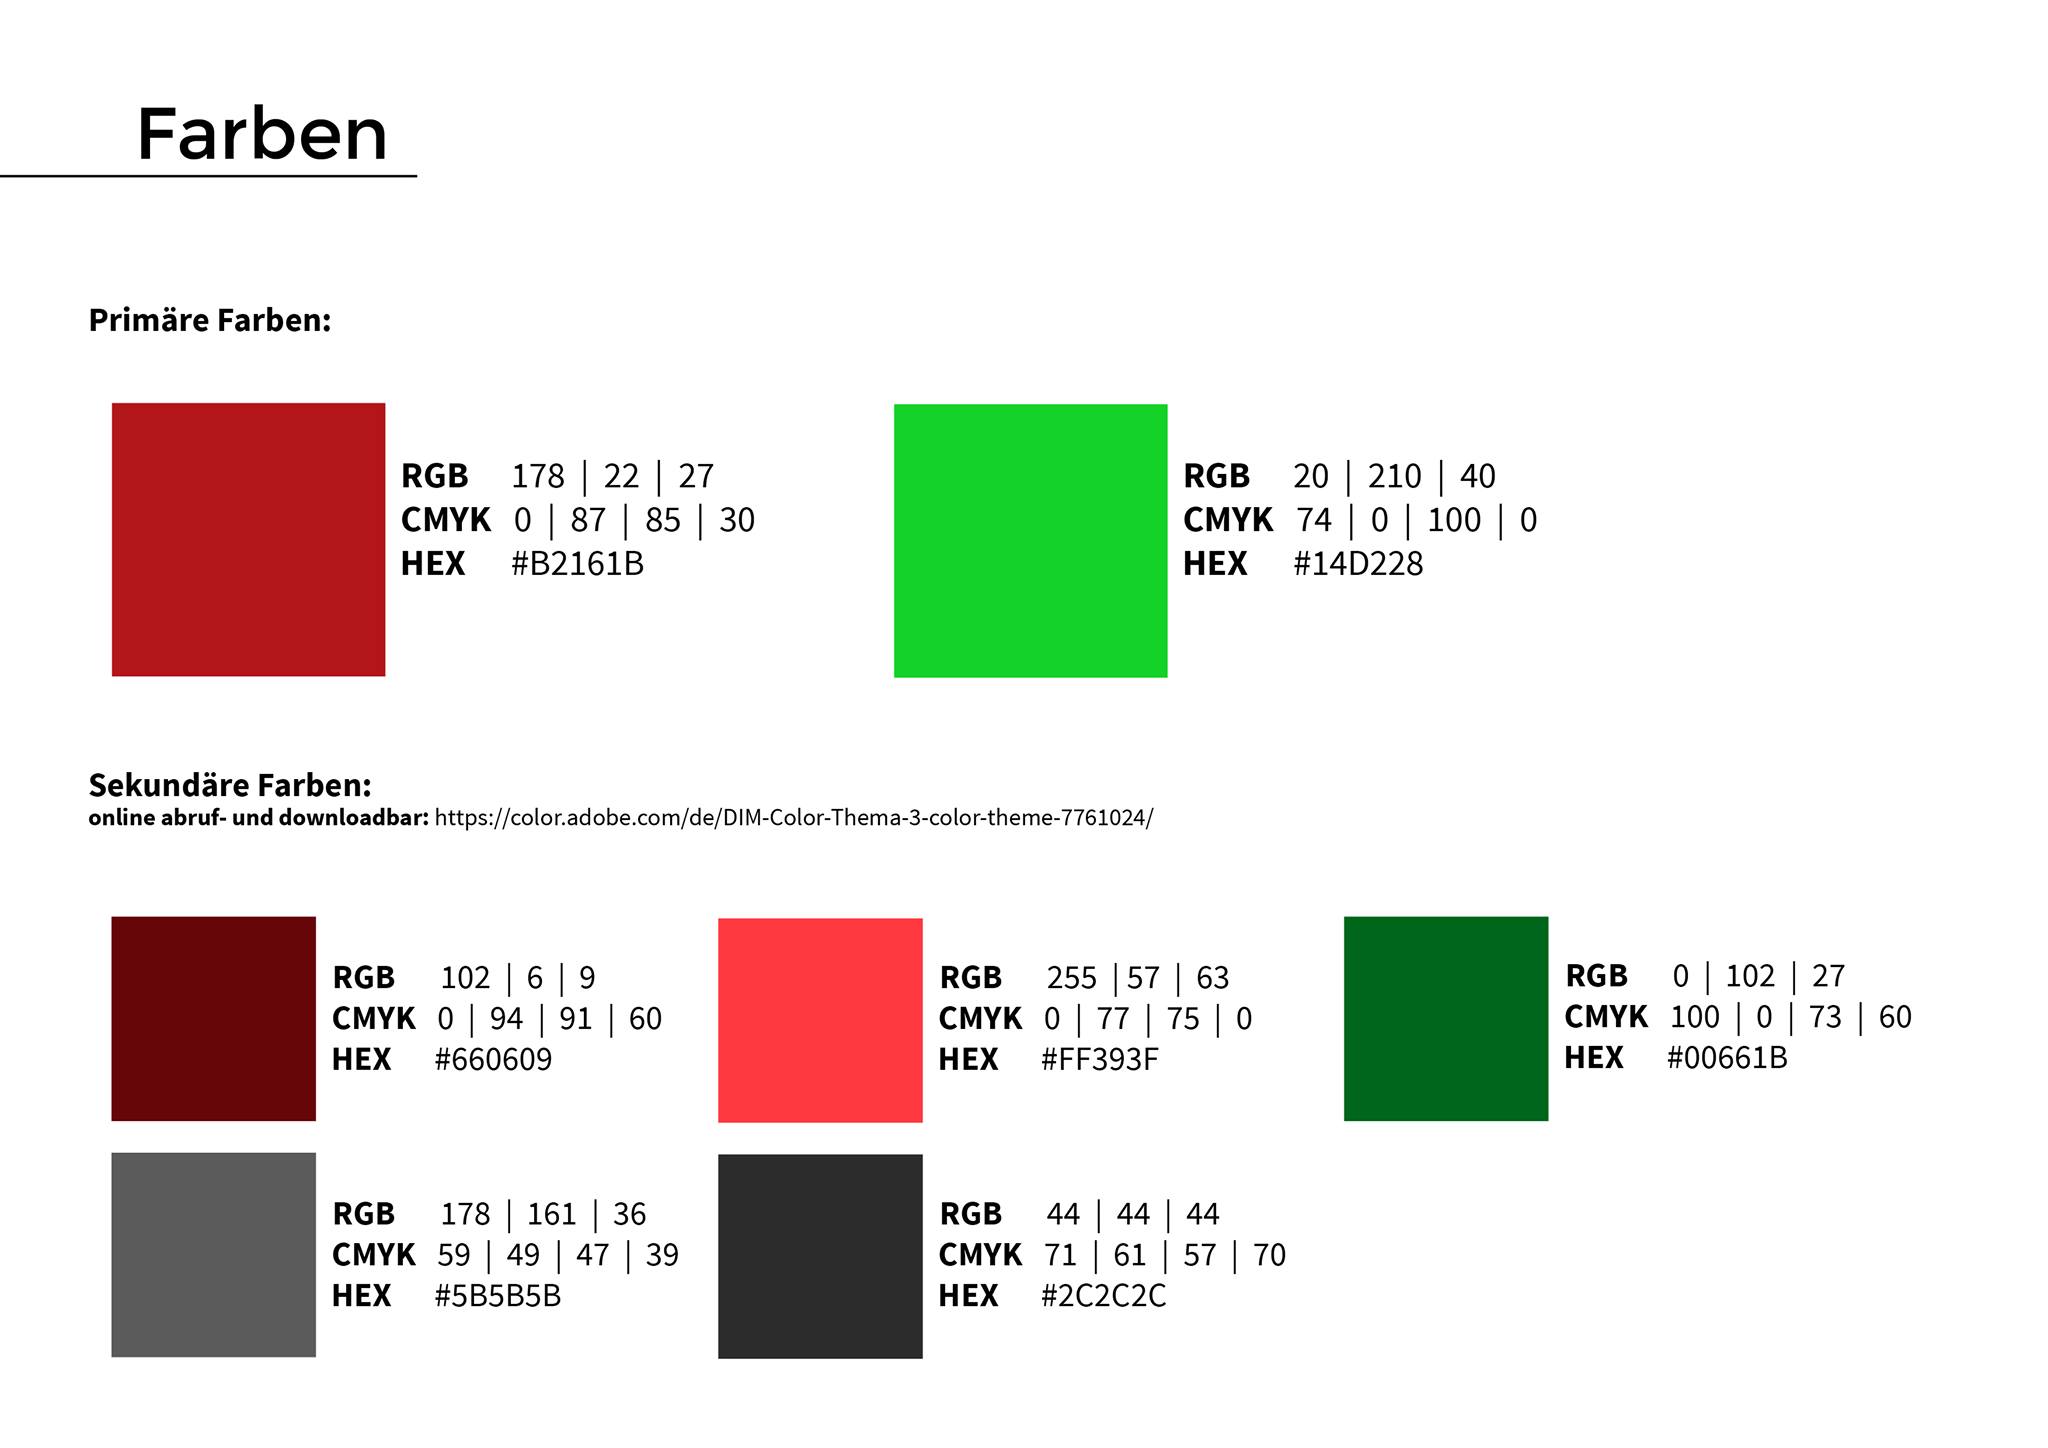 Farben
Primäre Farben:
RGB 178 | 22 | 27
CMYK 0 | 87 | 85 | 30
HEX #B2161B
RGB 20 | 210 | 40
CMYK 74 | 0 | 100 | 0
HEX #14D228
Sekundäre Farben:
online abruf- und downloadbar: https://color.adobe.com/de/DIM-Color-Thema-3-color-theme-7761024/
RGB 102 | 6 | 9
CMYK 0 | 94 | 91 | 60
HEX #660609
RGB 255 |57 | 63
CMYK 0 | 77 | 75 | 0
HEX #FF393F
RGB 0 | 102 | 27
CMYK 100 | 0 | 73 | 60
HEX #00661B
RGB 178 | 161 | 36
CMYK 59 | 49 | 47 | 39
HEX #5B5B5B
RGB 44 | 44 | 44
CMYK 71 | 61 | 57 | 70
HEX #2C2C2C